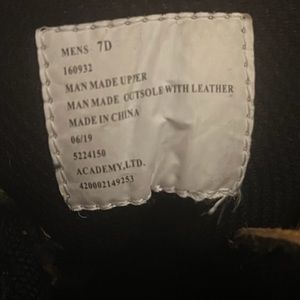 MENS 7D
160932
MAN MADE UPPER
MAN MADE OUTSOLE WITH LEATHER
MADE IN CHINA
06/19
5224150
ACADEMY,LTD.
420002149253